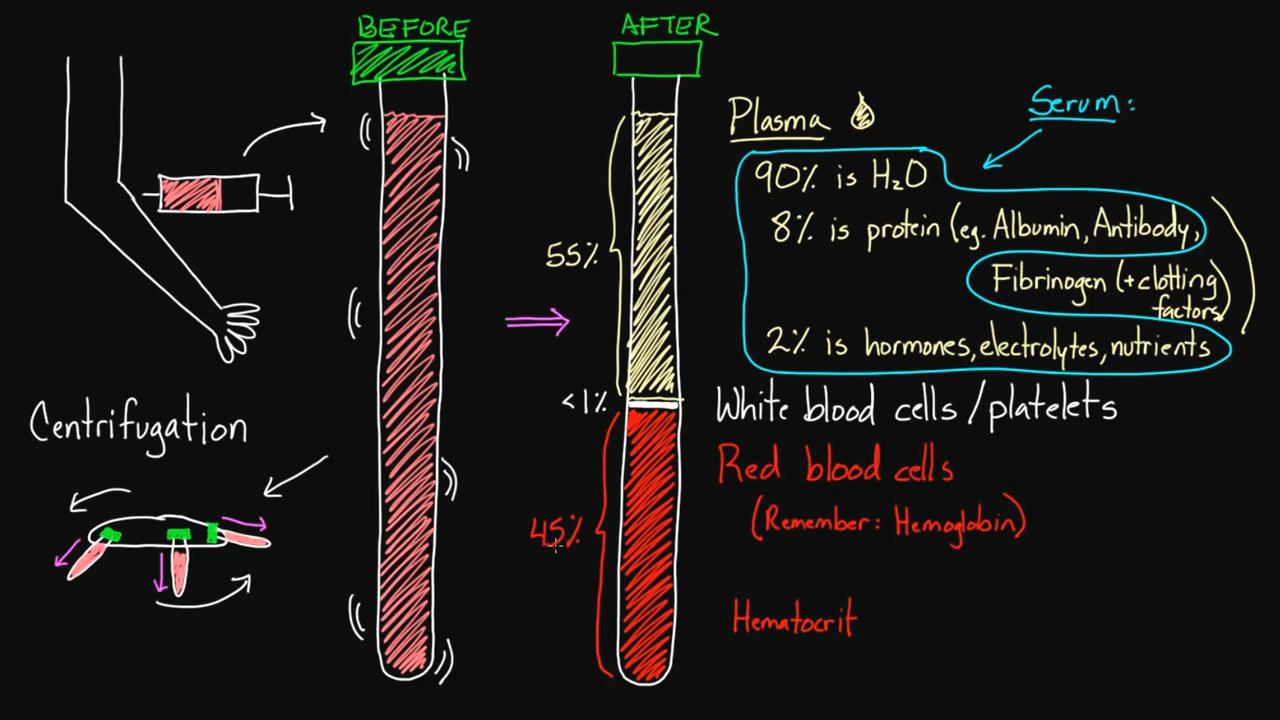 BEFORE
AFTER
Plasma
Serum:
90% is H₂O
8% is protein (eg. Albumin, Antibody,
Fibrinogen (+clotting
factors)
2% is hormones, electrolytes, nutrients
55%
<1%
White blood cells/platelets
Centrifugation
Red blood cells
(Remember: Hemoglobin)
45%
Hematocrit